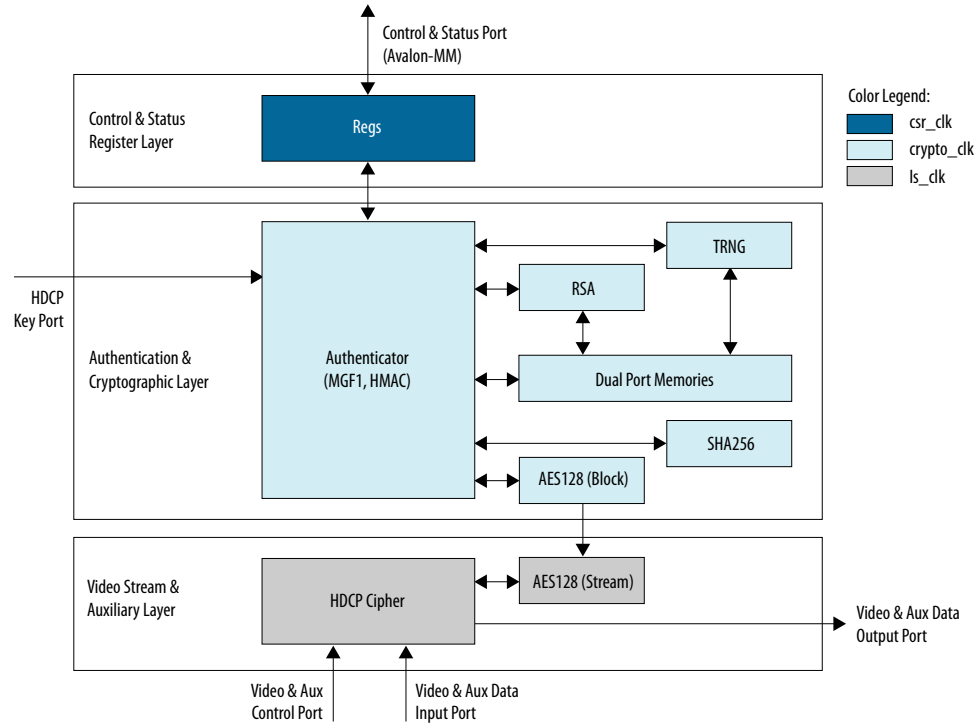 Control & Status Port
(Avalon-MM)
Control & Status
Register Layer
Regs
Color Legend:
csr_clk
crypto_clk
ls_clk
HDCP
Key Port
Authentication &
Cryptographic Layer
Authenticator
(MGF1, HMAC)
TRNG
RSA
Dual Port Memories
SHA256
AES128 (Block)
Video Stream &
Auxiliary Layer
HDCP Cipher
AES128 (Stream)
Video & Aux Data
Output Port
Video & Aux
Control Port
Video & Aux Data
Input Port